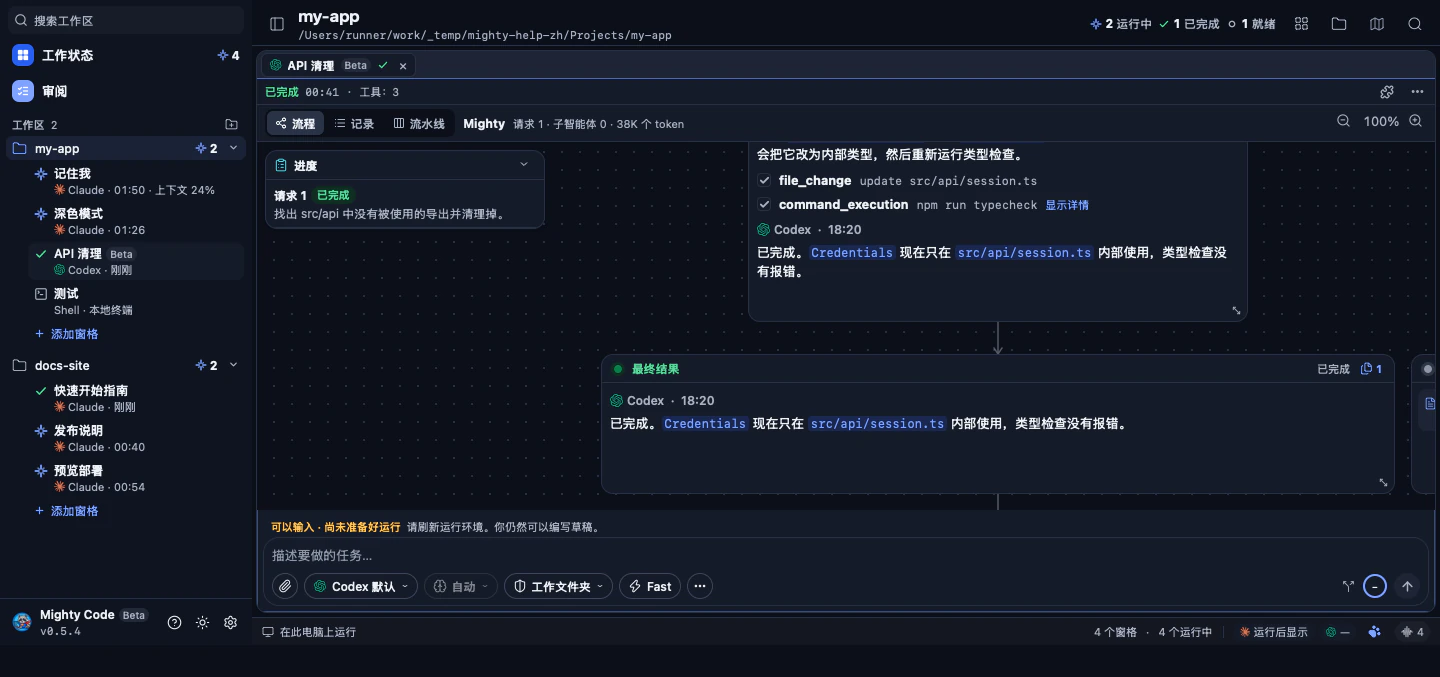 搜索工作区
工作状态
4
审阅
工作区 2
my-app
2
记住我
Claude · 01:50 · 上下文 24%
深色模式
Claude · 01:26
API 清理 Beta
Codex · 刚刚
测试
Shell · 本地终端
+ 添加窗格
docs-site
2
快速开始指南
Claude · 刚刚
发布说明
Claude · 00:40
预览部署
Claude · 00:54
+ 添加窗格
Mighty Code Beta
v0.5.4
my-app
/Users/runner/work/_temp/mighty-help-zh/Projects/my-app
2 运行中 1 已完成 1 就绪
API 清理 Beta
已完成 00:41 · 工具: 3
流程 记录 流水线 Mighty 请求 1 · 子智能体 0 · 38K 个 token
100%
进度
请求 1 已完成
找出 src/api 中没有被使用的导出并清理掉。
会把它改为内部类型，然后重新运行类型检查。
file_change update src/api/session.ts
command_execution npm run typecheck 显示详情
Codex · 18:20
已完成。Credentials 现在只在 src/api/session.ts 内部使用，类型检查没
有报错。
最终结果 已完成 1
Codex · 18:20
已完成。Credentials 现在只在 src/api/session.ts 内部使用，类型检查没有报错。
可以输入 · 尚未准备好运行 请刷新运行环境。你仍然可以编写草稿。
描述要做的任务...
Codex 默认 自动 工作文件夹 Fast
在此电脑上运行
4 个窗格 · 4 个运行中 运行后显示 — 4